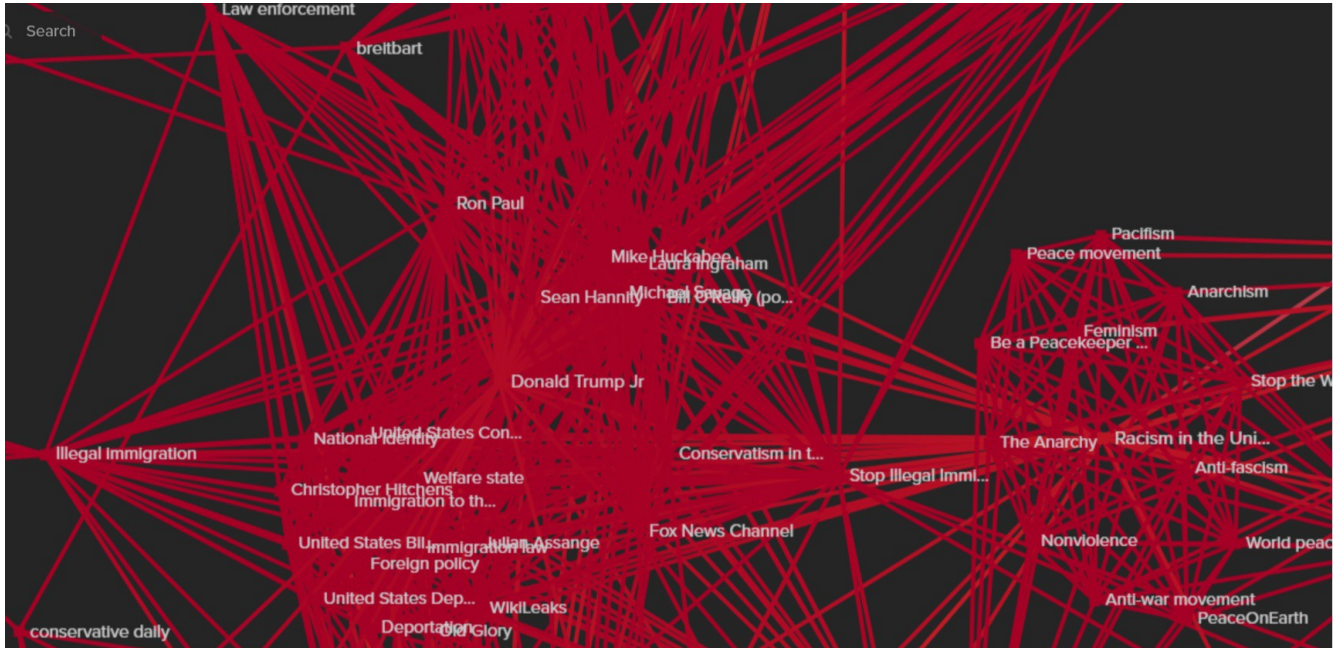 Law enforcement
Search
breitbart
Ron Paul
Pacifism
Peace movement
Mike Huckabee
Laura Ingraham
Anarchism
Michael Savage
Sean Hannity
Bill O'Reilly (po...
Feminism
Be a Peacekeeper ...
Donald Trump Jr
Stop the W
United States Con...
National identity
The Anarchy
Racism in the Uni...
Illegal immigration
Conservatism in t...
Anti-fascism
Stop Illegal Immi...
Welfare state
Christopher Hitchens
Immigration to th...
Fox News Channel
Nonviolence
World peac
United States Bil...
Immigration law
Julian Assange
Foreign policy
United States Dep...
Anti-war movement
WikiLeaks
PeaceOnEarth
Deportation
Old Glory
conservative daily